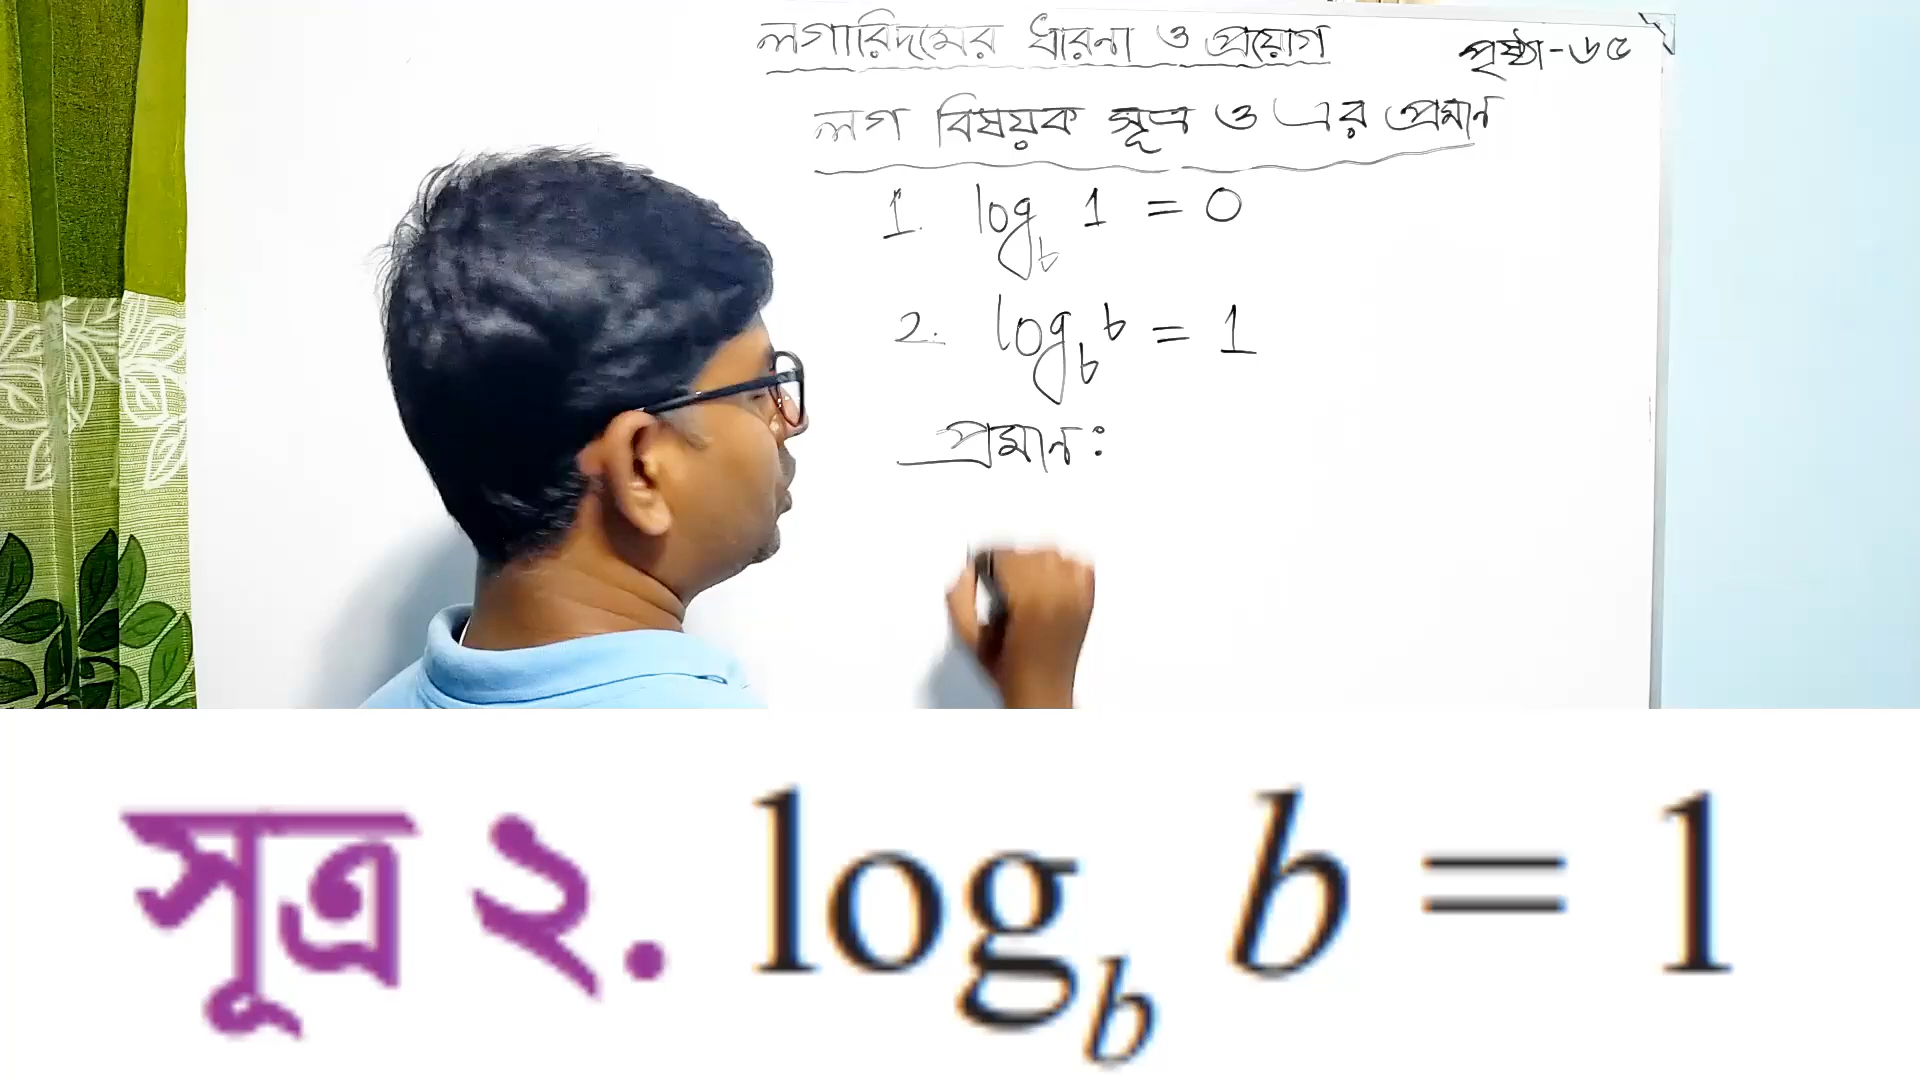 লগারিদমের ধারনা ও প্রয়োগ পৃষ্ঠা-৬৫
লগ বিষয়ক সূত্র ও এর প্রমান
1. log_b 1 = 0
2. log_b b = 1
প্রমান:
সূত্র ২. log_b b = 1